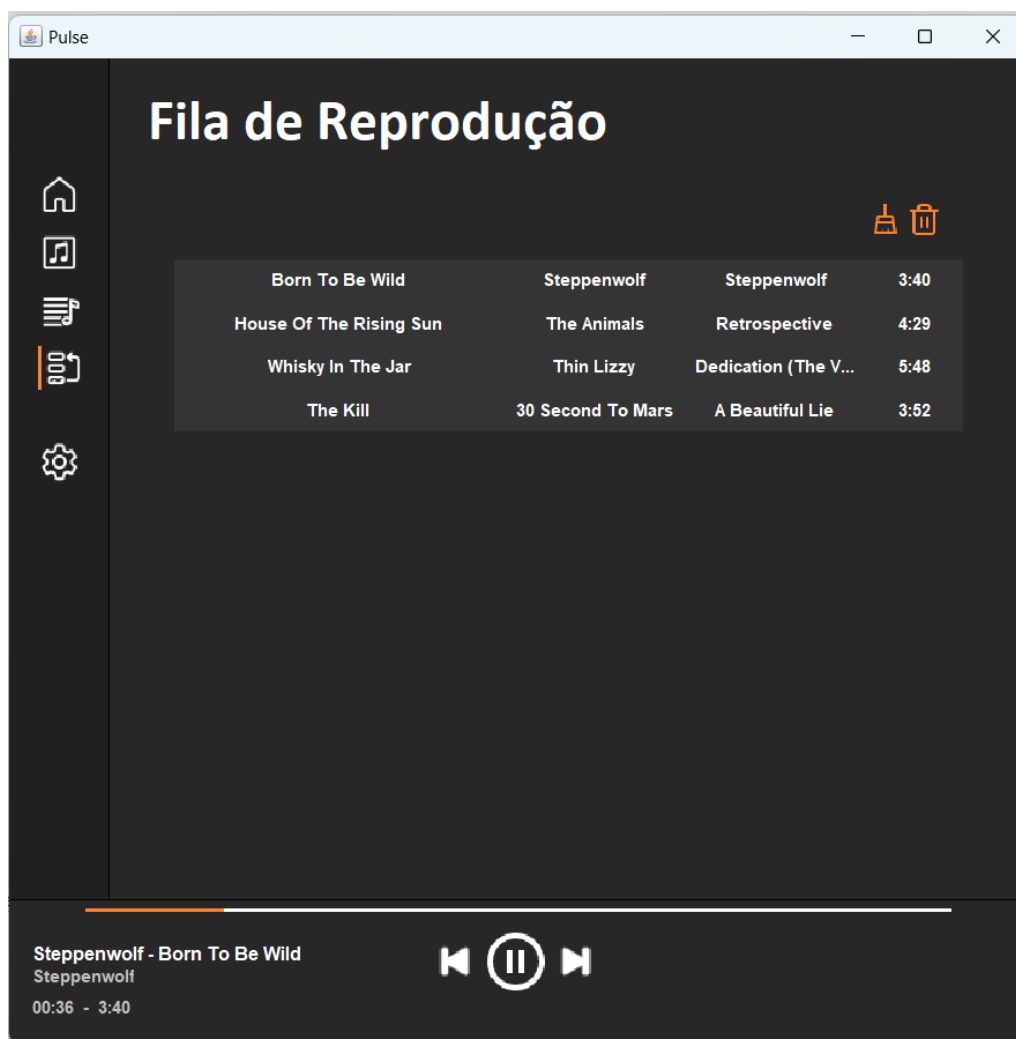 Pulse
Fila de Reprodução
Born To Be Wild Steppenwolf Steppenwolf 3:40
House Of The Rising Sun The Animals Retrospective 4:29
Whisky In The Jar Thin Lizzy Dedication (The V... 5:48
The Kill 30 Second To Mars A Beautiful Lie 3:52
Steppenwolf - Born To Be Wild
Steppenwolf
00:36 - 3:40